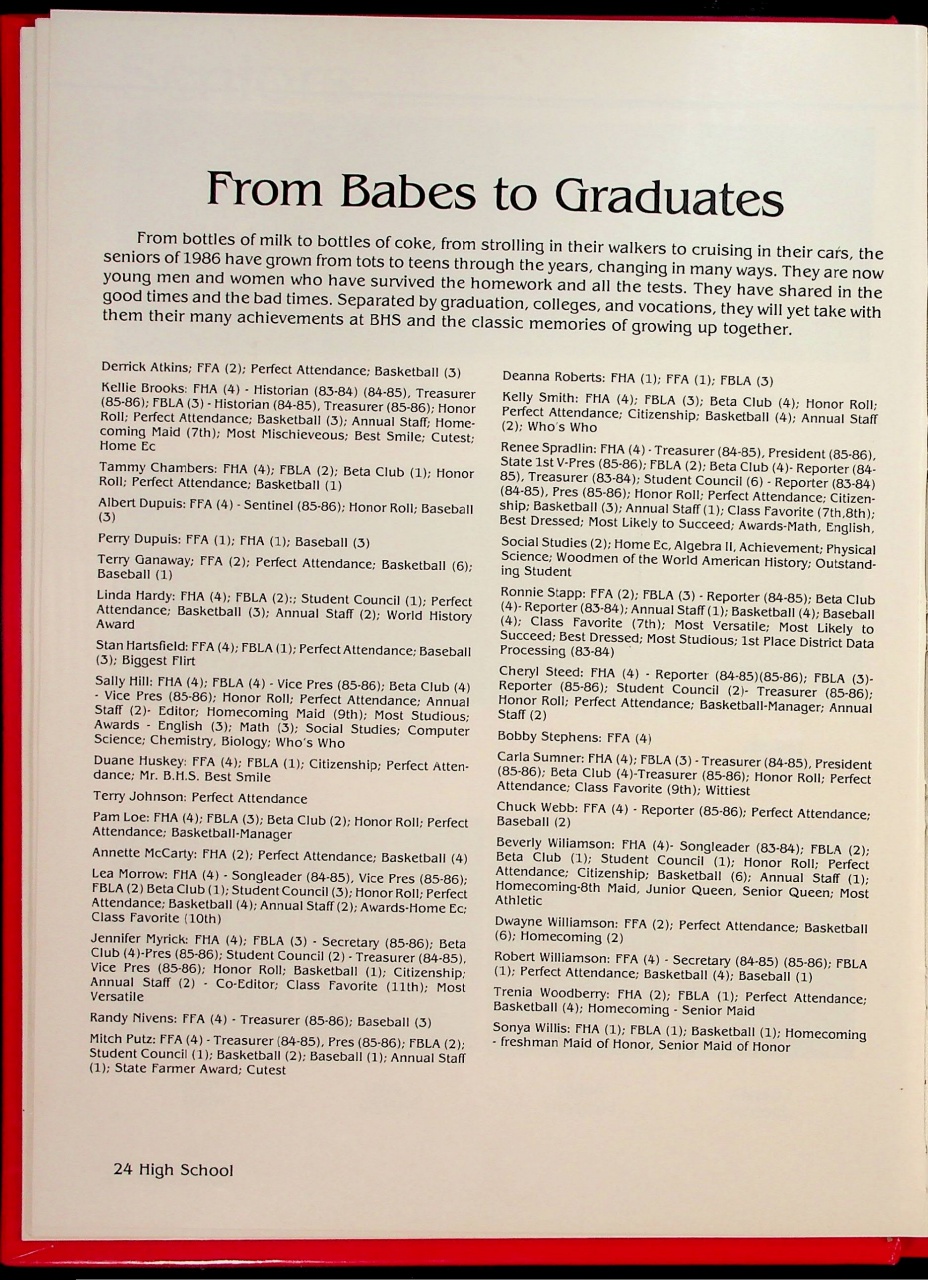 From Babes to Graduates
From bottles of milk to bottles of coke, from strolling in their walkers to cruising in their cars, the
seniors of 1986 have grown from tots to teens through the years, changing in many ways. They are now
young men and women who have survived the homework and all the tests. They have shared in the
good times and the bad times. Separated by graduation, colleges, and vocations, they will yet take with
them their many achievements at BHS and the classic memories of growing up together.
Derrick Atkins; FFA (2); Perfect Attendance; Basketball (3)
Kellie Brooks: FHA (4) - Historian (83-84) (84-85), Treasurer
(85-86); FBLA (3) - Historian (84-85), Treasurer (85-86); Honor
Roll; Perfect Attendance; Basketball (3); Annual Staff; Home-
coming Maid (7th); Most Mischieveous; Best Smile; Cutest;
Home Ec
Tammy Chambers: FHA (4); FBLA (2); Beta Club (1); Honor
Roll; Perfect Attendance; Basketball (1)
Albert Dupuis: FFA (4) - Sentinel (85-86); Honor Roll; Baseball
(3)
Perry Dupuis: FFA (1); FHA (1); Baseball (3)
Terry Ganaway; FFA (2); Perfect Attendance; Basketball (6);
Baseball (1)
Linda Hardy: FHA (4); FBLA (2):; Student Council (1); Perfect
Attendance; Basketball (3); Annual Staff (2); World History
Award
Stan Hartsfield: FFA (4); FBLA (1); Perfect Attendance; Baseball
(3); Biggest Flirt
Sally Hill: FHA (4); FBLA (4) - Vice Pres (85-86); Beta Club (4)
- Vice Pres (85-86); Honor Roll; Perfect Attendance; Annual
Staff (2)- Editor; Homecoming Maid (9th); Most Studious;
Awards - English (3); Math (3); Social Studies; Computer
Science; Chemistry, Biology; Who's Who
Duane Huskey: FFA (4); FBLA (1); Citizenship; Perfect Atten-
dance; Mr. B.H.S. Best Smile
Terry Johnson: Perfect Attendance
Pam Loe: FHA (4); FBLA (3); Beta Club (2); Honor Roll; Perfect
Attendance; Basketball-Manager
Annette McCarty: FHA (2); Perfect Attendance; Basketball (4)
Lea Morrow: FHA (4) - Songleader (84-85), Vice Pres (85-86);
FBLA (2) Beta Club (1); Student Council (3); Honor Roll; Perfect
Attendance; Basketball (4); Annual Staff (2); Awards-Home Ec;
Class Favorite (10th)
Jennifer Myrick: FHA (4); FBLA (3) - Secretary (85-86); Beta
Club (4)-Pres (85-86); Student Council (2) - Treasurer (84-85),
Vice Pres (85-86); Honor Roll; Basketball (1); Citizenship;
Annual Staff (2) - Co-Editor; Class Favorite (11th); Most
Versatile
Randy Nivens: FFA (4) - Treasurer (85-86); Baseball (3)
Mitch Putz: FFA (4) - Treasurer (84-85), Pres (85-86); FBLA (2);
Student Council (1); Basketball (2); Baseball (1); Annual Staff
(1); State Farmer Award; Cutest
Deanna Roberts: FHA (1); FFA (1); FBLA (3)
Kelly Smith: FHA (4); FBLA (3); Beta Club (4); Honor Roll;
Perfect Attendance; Citizenship; Basketball (4); Annual Staff
(2); Who's Who
Renee Spradlin: FHA (4) - Treasurer (84-85), President (85-86),
State 1st V-Pres (85-86); FBLA (2); Beta Club (4)- Reporter (84-
85), Treasurer (83-84); Student Council (6) - Reporter (83-84)
(84-85), Pres (85-86); Honor Roll; Perfect Attendance; Citizen-
ship; Basketball (3); Annual Staff (1); Class Favorite (7th,8th);
Best Dressed; Most Likely to Succeed; Awards-Math, English,
Social Studies (2); Home Ec, Algebra II, Achievement; Physical
Science; Woodmen of the World American History; Outstand-
ing Student
Ronnie Stapp: FFA (2); FBLA (3) - Reporter (84-85); Beta Club
(4)- Reporter (83-84); Annual Staff (1); Basketball (4); Baseball
(4); Class Favorite (7th); Most Versatile; Most Likely to
Succeed; Best Dressed; Most Studious; 1st Place District Data
Processing (83-84)
Cheryl Steed: FHA (4) - Reporter (84-85)(85-86); FBLA (3)-
Reporter (85-86); Student Council (2)- Treasurer (85-86);
Honor Roll; Perfect Attendance; Basketball-Manager; Annual
Staff (2)
Bobby Stephens: FFA (4)
Carla Sumner: FHA (4); FBLA (3) - Treasurer (84-85), President
(85-86); Beta Club (4)-Treasurer (85-86); Honor Roll; Perfect
Attendance; Class Favorite (9th); Wittiest
Chuck Webb: FFA (4) - Reporter (85-86); Perfect Attendance;
Baseball (2)
Beverly Wiliamson: FHA (4)- Songleader (83-84); FBLA (2);
Beta Club (1); Student Council (1); Honor Roll; Perfect
Attendance; Citizenship; Basketball (6); Annual Staff (1);
Homecoming-8th Maid, Junior Queen, Senior Queen; Most
Athletic
Dwayne Williamson: FFA (2); Perfect Attendance; Basketball
(6); Homecoming (2)
Robert Williamson: FFA (4) - Secretary (84-85) (85-86); FBLA
(1); Perfect Attendance; Basketball (4); Baseball (1)
Trenia Woodberry: FHA (2); FBLA (1); Perfect Attendance;
Basketball (4); Homecoming - Senior Maid
Sonya Willis: FHA (1); FBLA (1); Basketball (1); Homecoming
- freshman Maid of Honor, Senior Maid of Honor
24 High School